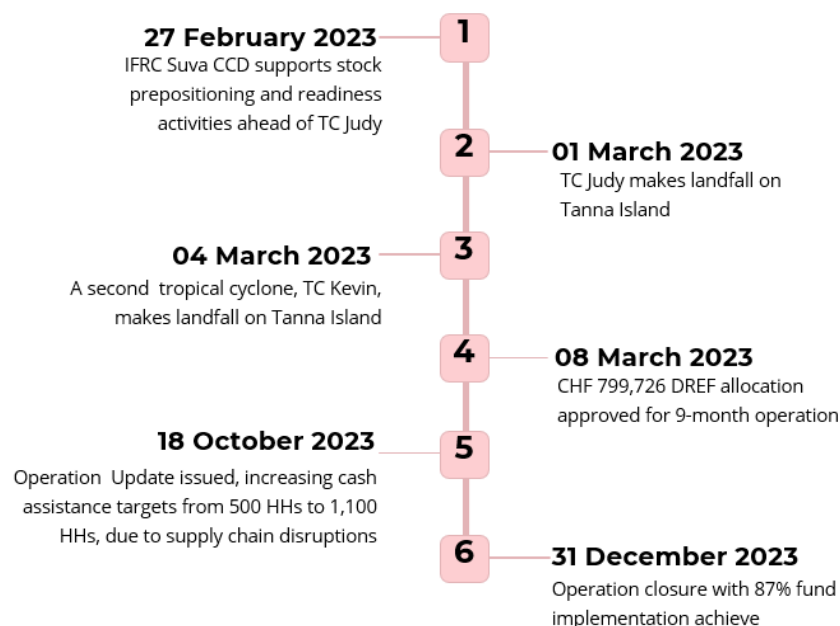 1
27 February 2023
IFRC Suva CCD supports stock
prepositioning and readiness
activities ahead of TC Judy
2
01 March 2023
TC Judy makes landfall on
Tanna Island
3
04 March 2023
A second tropical cyclone, TC Kevin,
makes landfall on Tanna Island
4
08 March 2023
CHF 799,726 DREF allocation
approved for 9-month operation
5
18 October 2023
Operation Update issued, increasing cash
assistance targets from 500 HHs to 1,100
HHs, due to supply chain disruptions
6
31 December 2023
Operation closure with 87% fund
implementation achieve